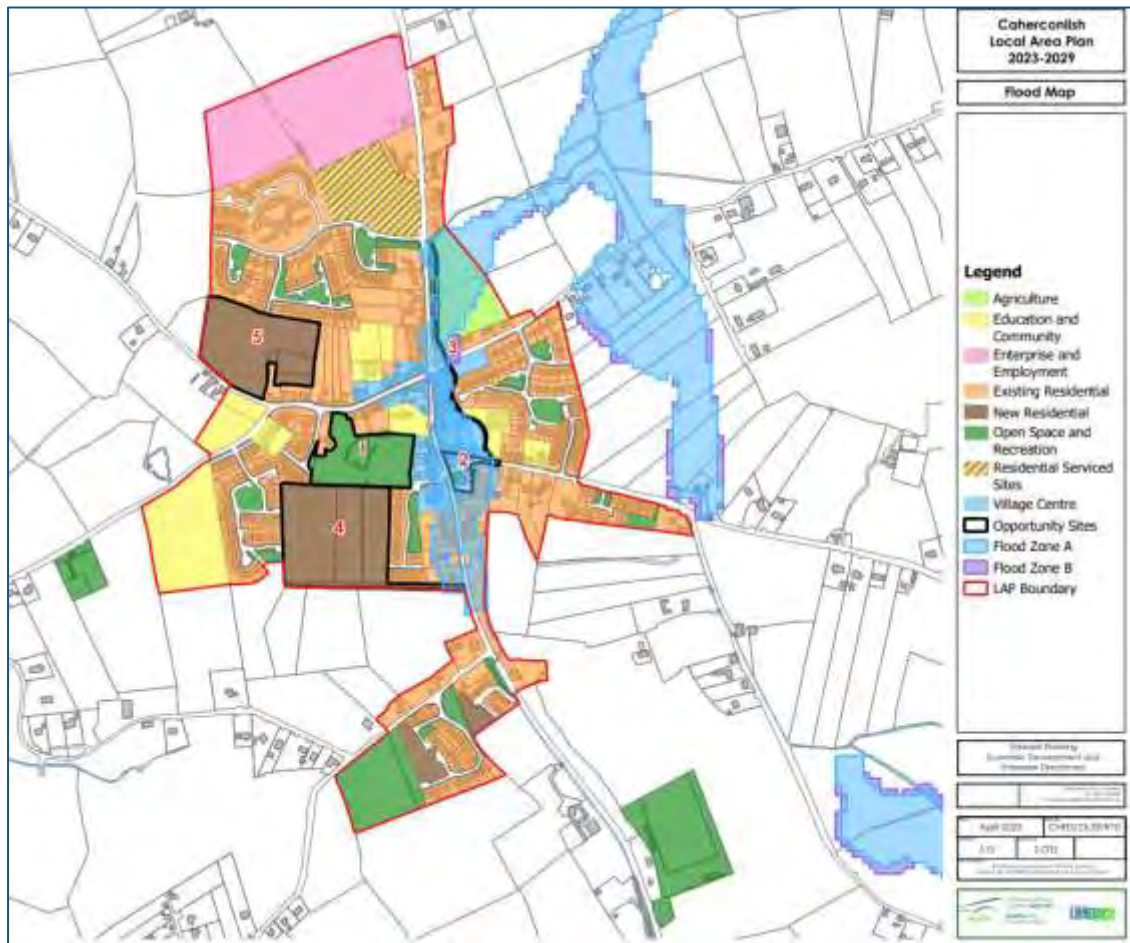 Caherconlish
Local Area Plan
2023-2029
Flood Map
Legend
Agriculture
Education and
Community
Enterprise and
Employment
Existing Residential
New Residential
Open Space and
Recreation
Residential Serviced
Sites
Village Centre
Opportunity Sites
Flood Zone A
Flood Zone B
LAP Boundary
5
3
1
2
4